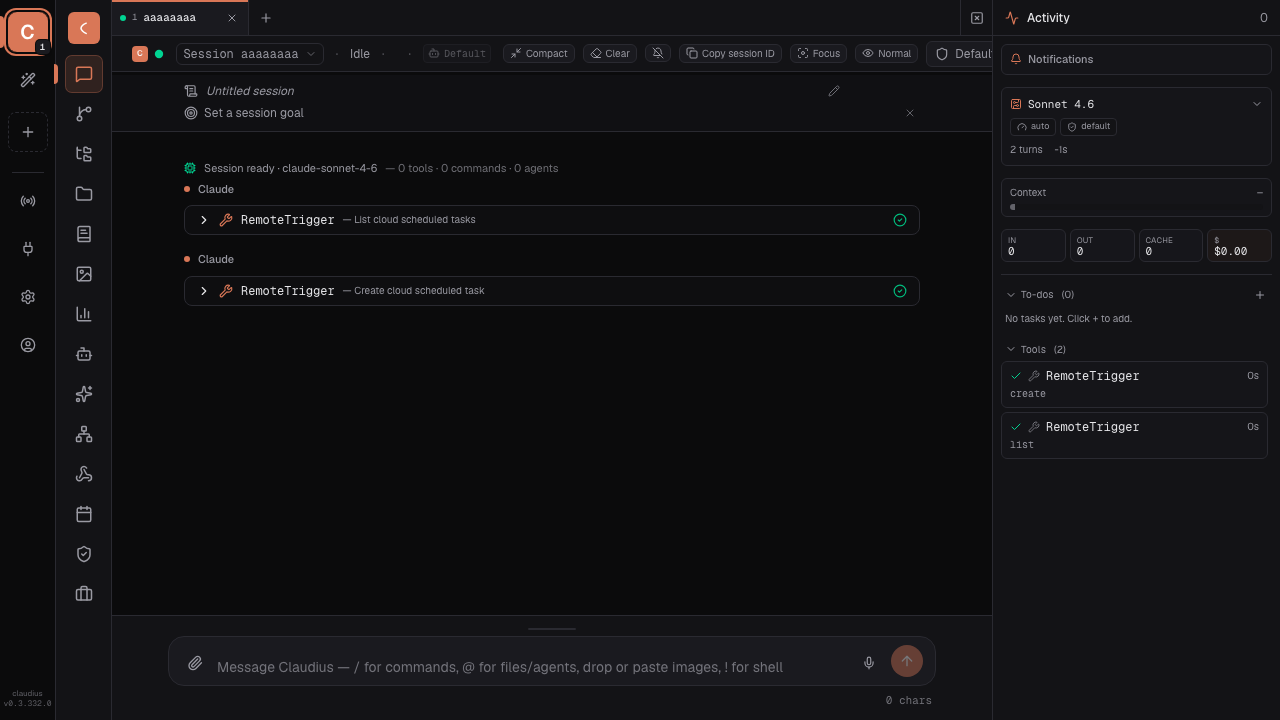 C
1
claudius
v0.3.332.0
1 aaaaaaaa
C
Session aaaaaaaa
·
Idle
·
·
Default
Compact
Clear
Copy session ID
Focus
Normal
Defaul
Untitled session
Set a session goal
Session ready · claude-sonnet-4-6 — 0 tools · 0 commands · 0 agents
Claude
RemoteTrigger — List cloud scheduled tasks
Claude
RemoteTrigger — Create cloud scheduled task
Message Claudius — / for commands, @ for files/agents, drop or paste images, ! for shell
0 chars
Activity 0
Notifications
Sonnet 4.6
auto
default
2 turns -1s
Context –
IN
0
OUT
0
CACHE
0
$
$0.00
To-dos (0)
No tasks yet. Click + to add.
Tools (2)
RemoteTrigger 0s
create
RemoteTrigger 0s
list